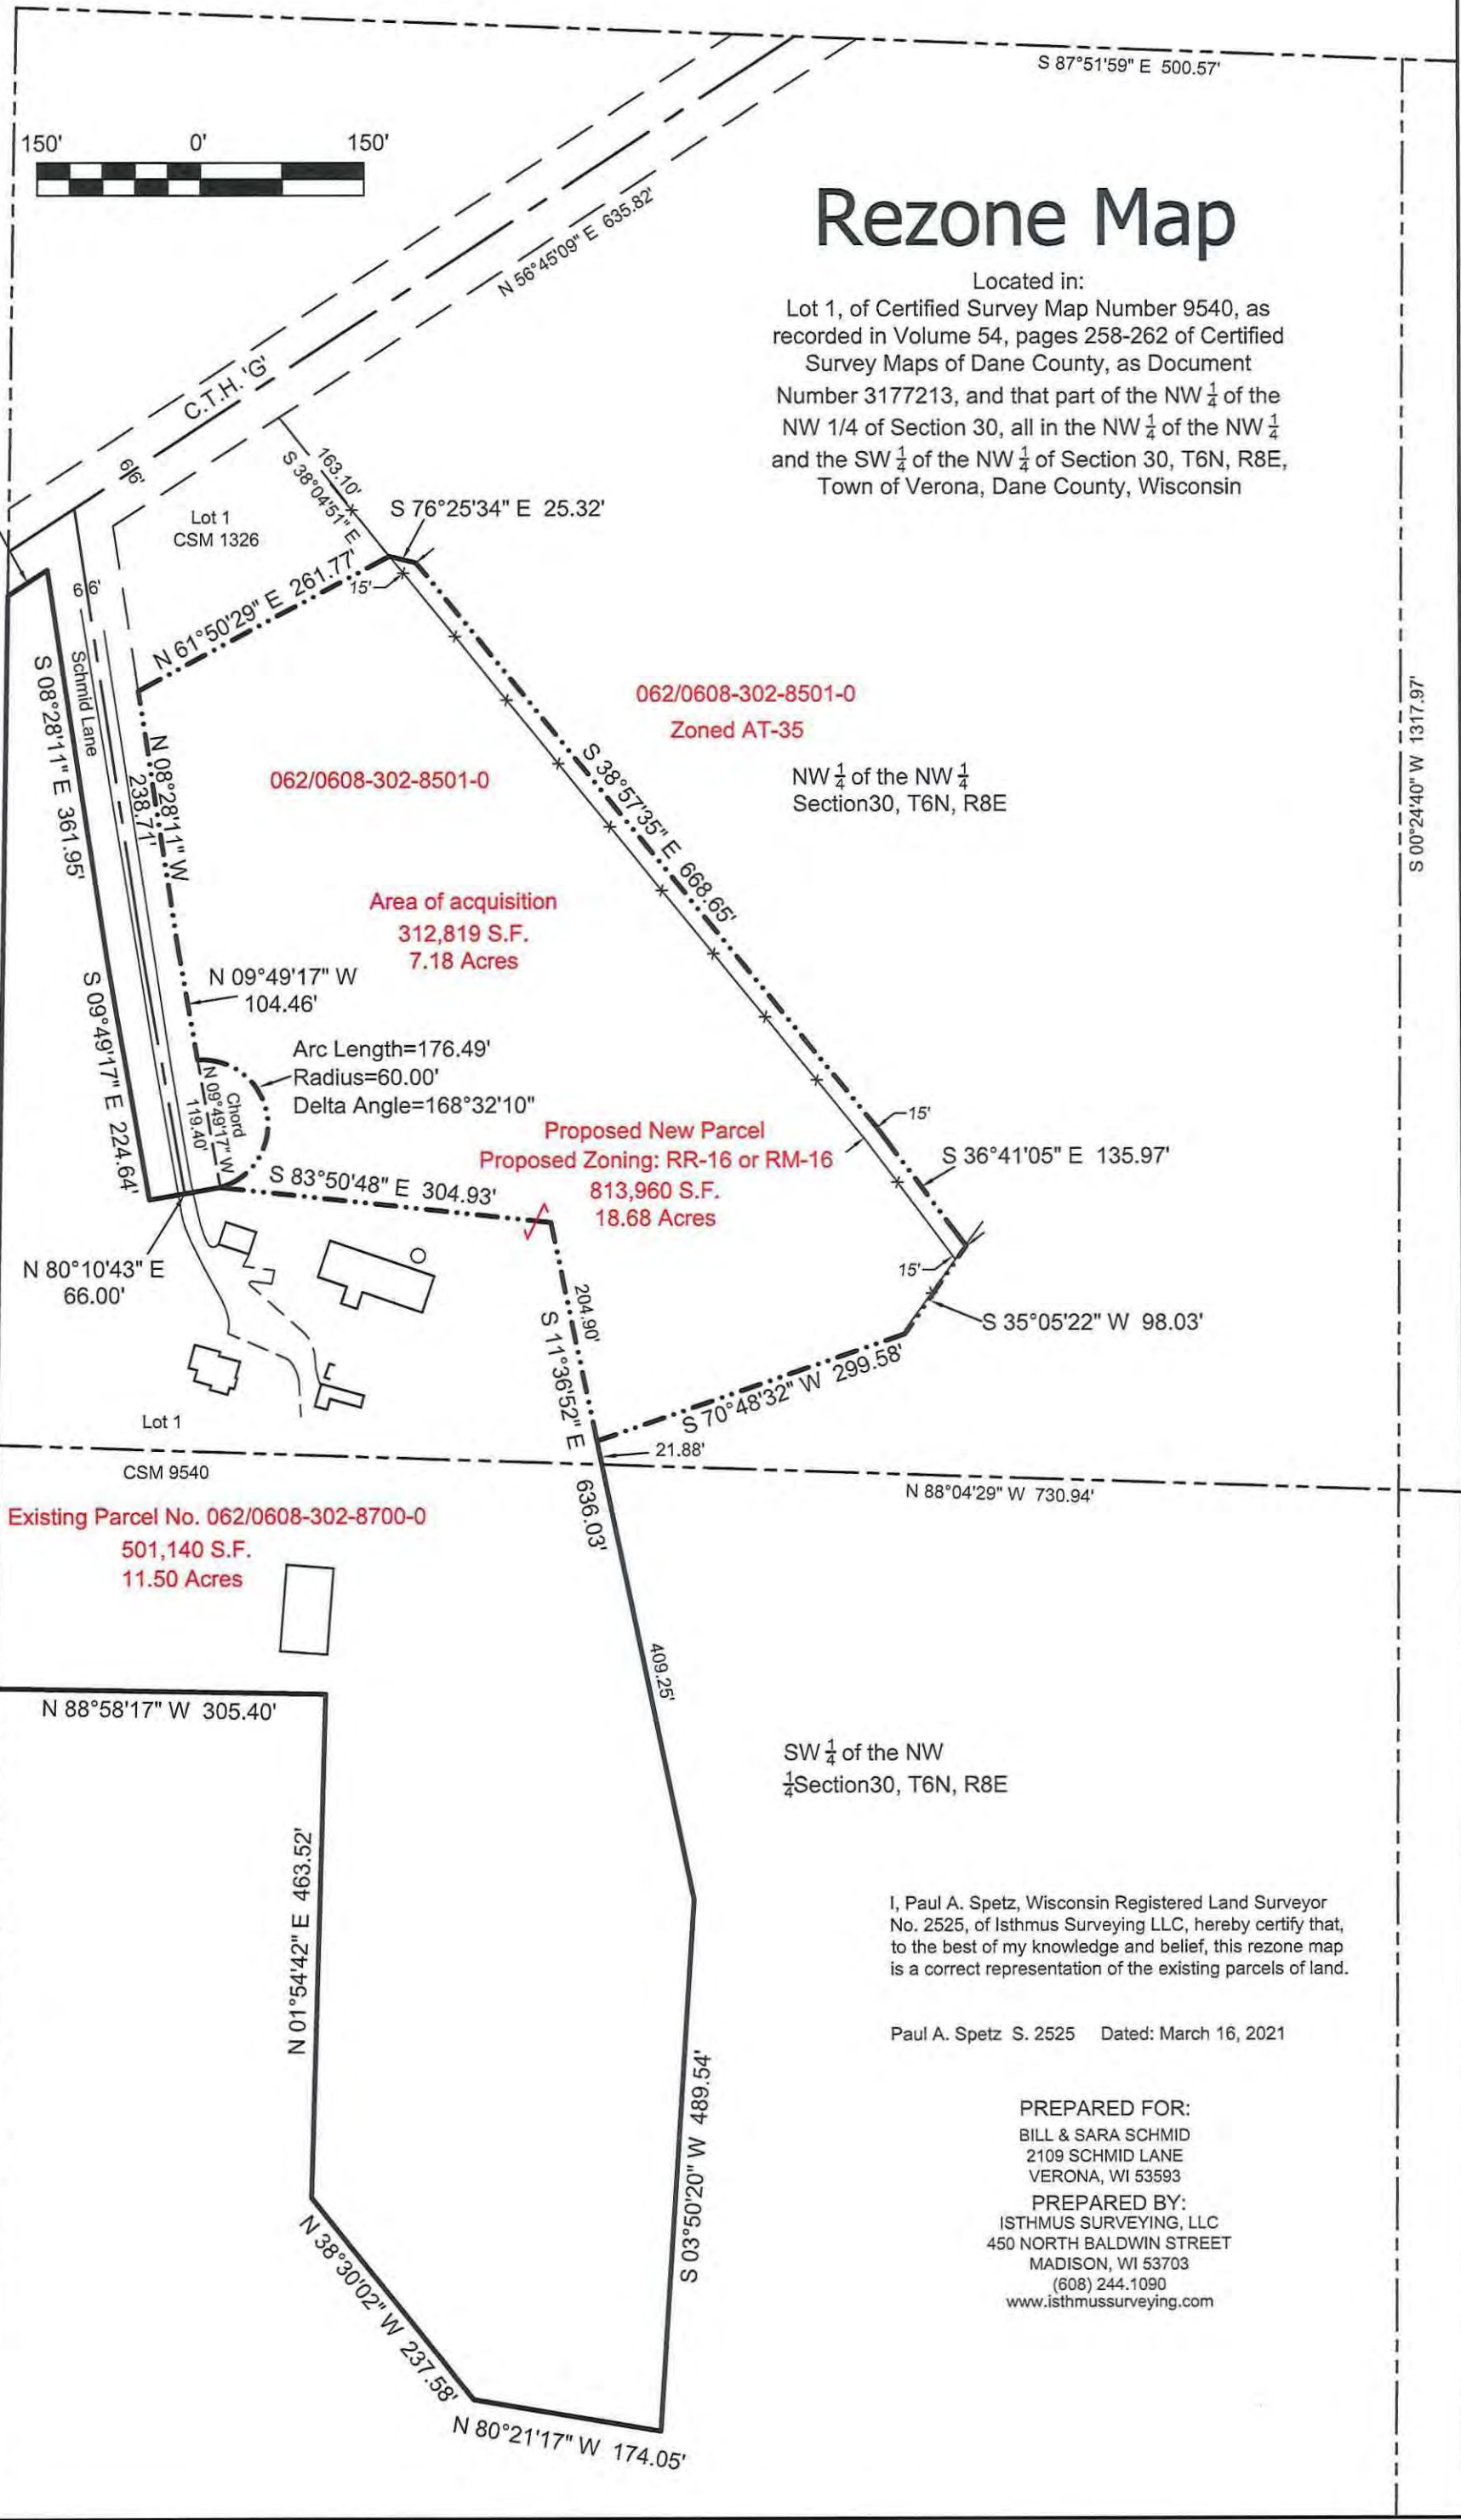 S 87°51'59" E 500.57'
150' 0' 150'
Rezone Map
Located in:
Lot 1, of Certified Survey Map Number 9540, as
recorded in Volume 54, pages 258-262 of Certified
Survey Maps of Dane County, as Document
Number 3177213, and that part of the NW 1/4 of the
NW 1/4 of Section 30, all in the NW 1/4 of the NW 1/4
and the SW 1/4 of the NW 1/4 of Section 30, T6N, R8E,
Town of Verona, Dane County, Wisconsin
N 56°45'09" E 635.82'
C.T.H. 'G'
66'
163.10'
S 38°04'51" E
S 76°25'34" E 25.32'
Lot 1
CSM 1326
15'
N 61°50'29" E 261.77'
66'
Schmid Lane
S 08°28'11" E 361.95'
N 08°28'11" W
238.71'
062/0608-302-8501-0
Zoned AT-35
062/0608-302-8501-0
NW 1/4 of the NW 1/4
Section30, T6N, R8E
S 00°24'40" W 1317.97'
S 38°57'35" E 668.65'
Area of acquisition
312,819 S.F.
7.18 Acres
N 09°49'17" W
104.46'
S 09°49'17" E 224.64'
Arc Length=176.49'
Radius=60.00'
Delta Angle=168°32'10"
Chord
N 09°49'17" W
119.40'
15'
Proposed New Parcel
Proposed Zoning: RR-16 or RM-16
813,960 S.F.
18.68 Acres
S 36°41'05" E 135.97'
S 83°50'48" E 304.93'
N 80°10'43" E
66.00'
15'
S 35°05'22" W 98.03'
204.90'
S 11°36'52" E 636.03'
S 70°48'32" W 299.58'
21.88'
Lot 1
CSM 9540
N 88°04'29" W 730.94'
Existing Parcel No. 062/0608-302-8700-0
501,140 S.F.
11.50 Acres
409.25'
N 88°58'17" W 305.40'
SW 1/4 of the NW
1/4Section30, T6N, R8E
N 01°54'42" E 463.52'
I, Paul A. Spetz, Wisconsin Registered Land Surveyor
No. 2525, of Isthmus Surveying LLC, hereby certify that,
to the best of my knowledge and belief, this rezone map
is a correct representation of the existing parcels of land.
Paul A. Spetz S. 2525 Dated: March 16, 2021
S 03°50'20" W 489.54'
PREPARED FOR:
BILL & SARA SCHMID
2109 SCHMID LANE
VERONA, WI 53593
PREPARED BY:
ISTHMUS SURVEYING, LLC
450 NORTH BALDWIN STREET
MADISON, WI 53703
(608) 244.1090
www.isthmussurveying.com
N 38°30'02" W 237.58'
N 80°21'17" W 174.05'